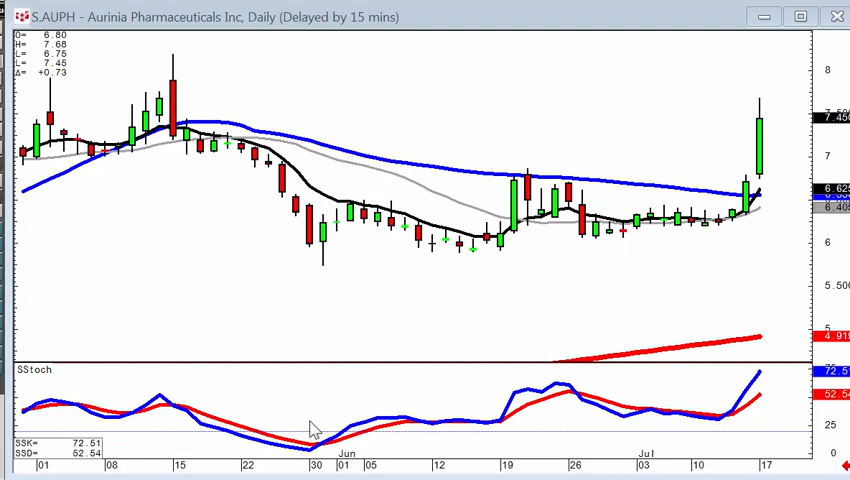 S.AUPH - Aurinia Pharmaceuticals Inc, Daily (Delayed by 15 mins)
O= 6.80
H= 7.68
L= 6.75
L= 7.45
Δ= +0.73
8
7.450
7
6.625
6.405
6
5.500
5
4.919
SStoch
72.51
52.54
25
0
SSK= 72.51
SSD= 52.54
Jun
Jul
01 08 15 22 30 01 05 12 19 26 03 10 17